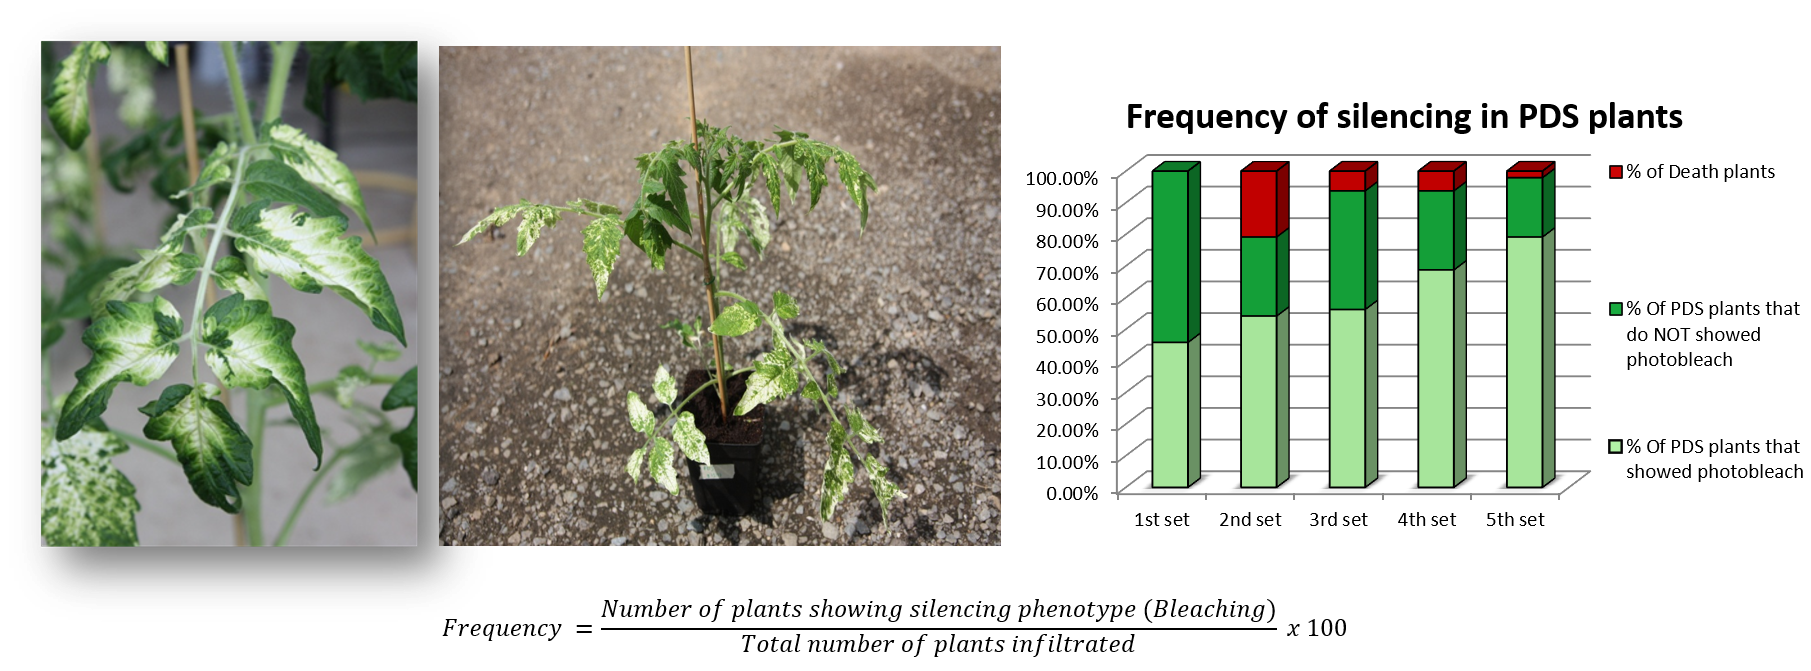 Frequency of silencing in PDS plants
100.00%
90.00%
80.00%
70.00%
60.00%
50.00%
40.00%
30.00%
20.00%
10.00%
0.00%
1st set 2nd set 3rd set 4th set 5th set
% of Death plants
% Of PDS plants that
do NOT showed
photobleach
% Of PDS plants that
showed photobleach
Number of plants showing silencing phenotype (Bleaching)
Frequency = x 100
Total number of plants infiltrated